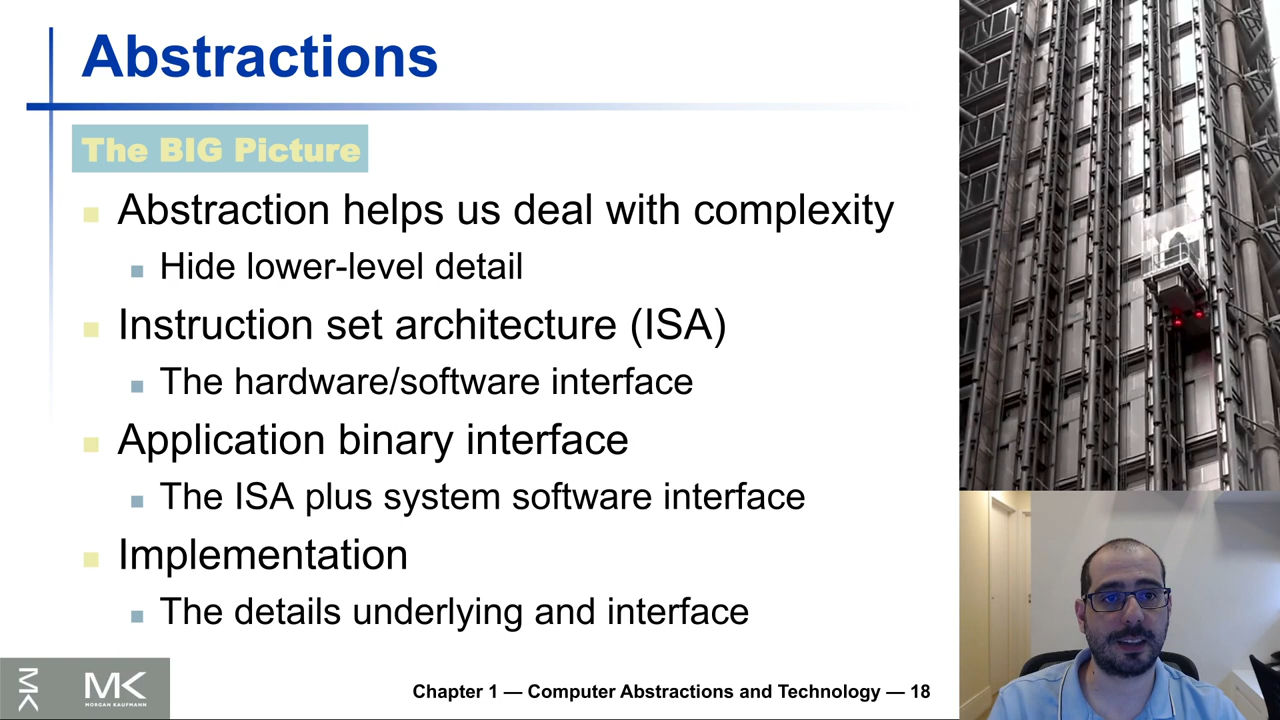 Abstractions
The BIG Picture
Abstraction helps us deal with complexity
Hide lower-level detail
Instruction set architecture (ISA)
The hardware/software interface
Application binary interface
The ISA plus system software interface
Implementation
The details underlying and interface
MK
MK
MORGAN KAUFMANN
Chapter 1 — Computer Abstractions and Technology — 18